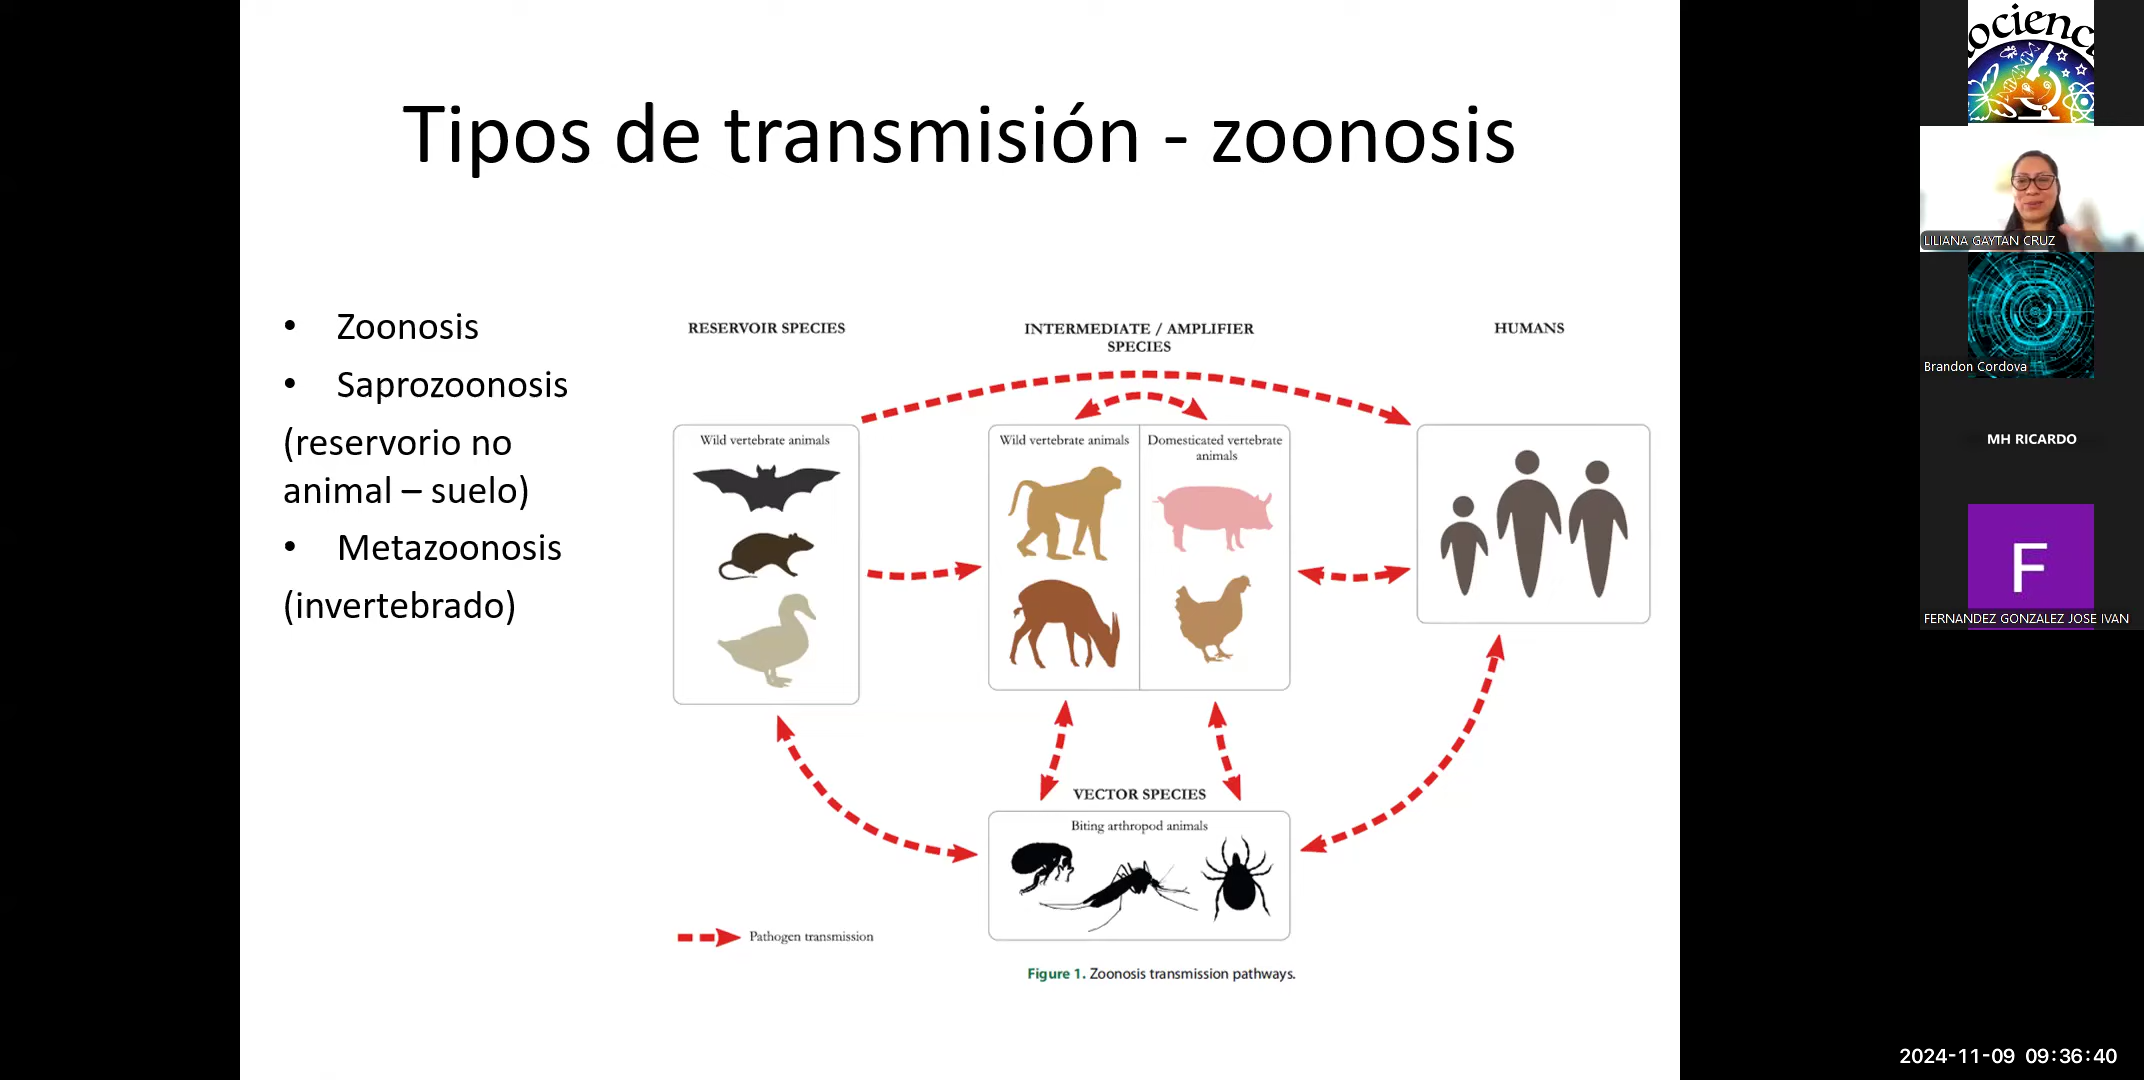 Tipos de transmisión - zoonosis
• Zoonosis
• Saprozoonosis
(reservorio no
animal – suelo)
• Metazoonosis
(invertebrado)
RESERVOIR SPECIES
INTERMEDIATE / AMPLIFIER
SPECIES
HUMANS
Wild vertebrate animals
Wild vertebrate animals
Domesticated vertebrate
animals
VECTOR SPECIES
Biting arthropod animals
Pathogen transmission
Figure 1. Zoonosis transmission pathways.
LILIANA GAYTAN CRUZ
Brandon Cordova
MH RICARDO
F
FERNANDEZ GONZALEZ JOSE IVAN
2024-11-09 09:36:40